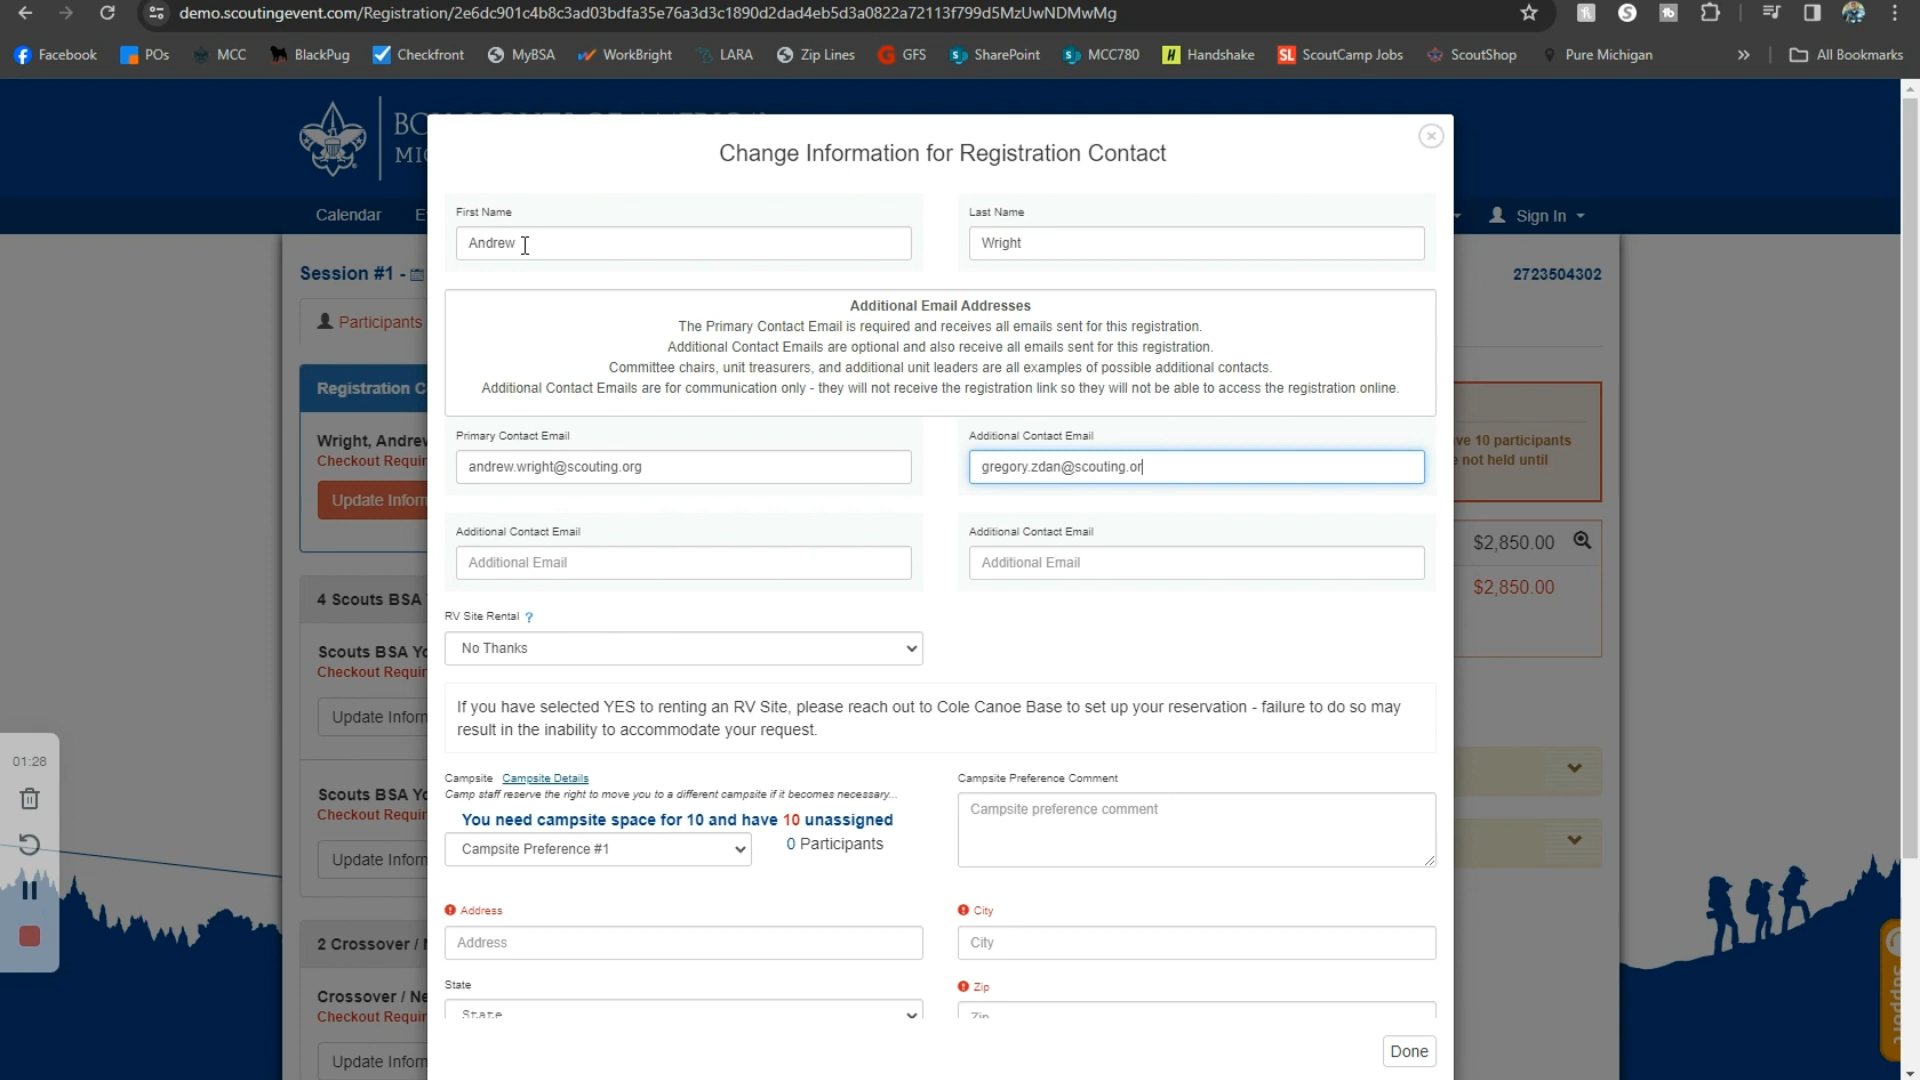 demo.scoutingevent.com/Registration/2e6dc901c4b8c3ad03bdfa35e76a3d3c1890d2dad4eb5d3a0822a72113f799d5MzUwNDMwMg
Facebook POs MCC BlackPug Checkfront MyBSA WorkBright LARA Zip Lines GFS SharePoint MCC780 Handshake ScoutCamp Jobs ScoutShop Pure Michigan » All Bookmarks
Calendar
Sign In
Session #1 -
2723504302
Participants
Registration C
Wright, Andrew
Checkout Requir
Update Inform
ve 10 participants
e not held until
$2,850.00
$2,850.00
4 Scouts BSA
Scouts BSA Yo
Checkout Requir
Update Inform
Scouts BSA Yo
Checkout Requir
Update Inform
2 Crossover /
Crossover / Ne
Checkout Requir
Update Inform
Change Information for Registration Contact
First Name
Andrew
Last Name
Wright
Additional Email Addresses
The Primary Contact Email is required and receives all emails sent for this registration.
Additional Contact Emails are optional and also receive all emails sent for this registration.
Committee chairs, unit treasurers, and additional unit leaders are all examples of possible additional contacts.
Additional Contact Emails are for communication only - they will not receive the registration link so they will not be able to access the registration online.
Primary Contact Email
andrew.wright@scouting.org
Additional Contact Email
gregory.zdan@scouting.or
Additional Contact Email
Additional Email
Additional Contact Email
Additional Email
RV Site Rental ?
No Thanks
If you have selected YES to renting an RV Site, please reach out to Cole Canoe Base to set up your reservation - failure to do so may
result in the inability to accommodate your request.
Campsite Campsite Details
Camp staff reserve the right to move you to a different campsite if it becomes necessary...
You need campsite space for 10 and have 10 unassigned
Campsite Preference #1
0 Participants
Campsite Preference Comment
Campsite preference comment
Address
Address
City
City
State
State
Zip
Zip
Done
01:28
Support